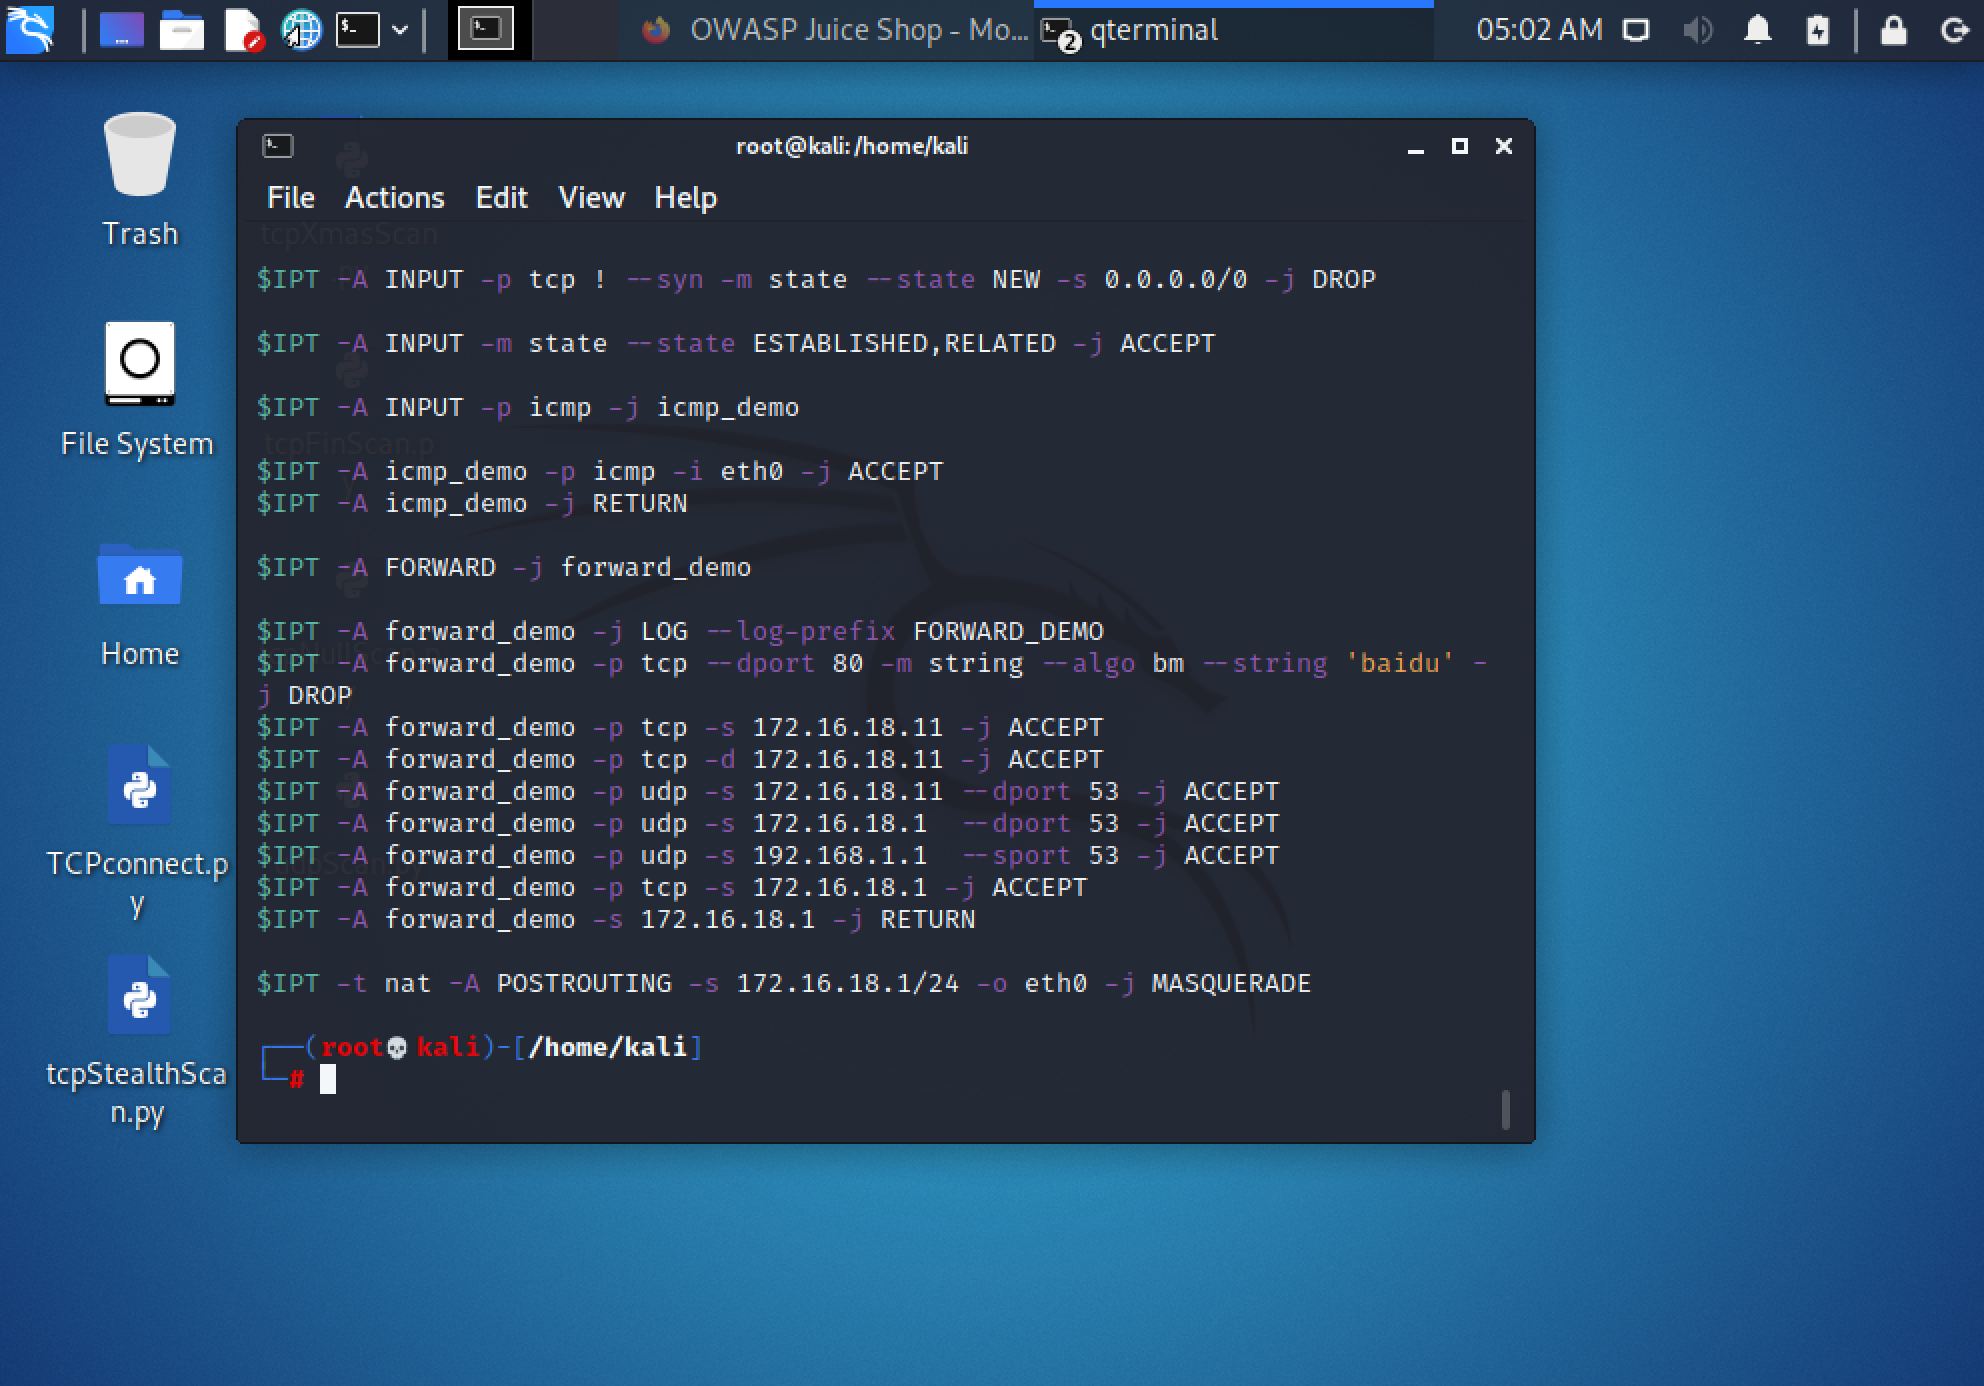 OWASP Juice Shop - Mo...
2
qterminal
05:02 AM
Trash
File System
Home
TCPconnect.p
y
tcpStealthSca
n.py
root@kali: /home/kali
File Actions Edit View Help
tcpXmasScan
$IPT -A INPUT -p tcp ! --syn -m state --state NEW -s 0.0.0.0/0 -j DROP
$IPT -A INPUT -m state --state ESTABLISHED,RELATED -j ACCEPT
$IPT -A INPUT -p icmp -j icmp_demo
tcpFinScan.p
y
$IPT -A icmp_demo -p icmp -i eth0 -j ACCEPT
$IPT -A icmp_demo -j RETURN
$IPT -A FORWARD -j forward_demo
$IPT -A forward_demo -j LOG --log-prefix FORWARD_DEMO
$IPT -A forward_demo -p tcp --dport 80 -m string --algo bm --string 'baidu' -
j DROP
$IPT -A forward_demo -p tcp -s 172.16.18.11 -j ACCEPT
$IPT -A forward_demo -p tcp -d 172.16.18.11 -j ACCEPT
$IPT -A forward_demo -p udp -s 172.16.18.11 --dport 53 -j ACCEPT
$IPT -A forward_demo -p udp -s 172.16.18.1  --dport 53 -j ACCEPT
$IPT -A forward_demo -p udp -s 192.168.1.1  --sport 53 -j ACCEPT
$IPT -A forward_demo -p tcp -s 172.16.18.1 -j ACCEPT
$IPT -A forward_demo -s 172.16.18.1 -j RETURN
$IPT -t nat -A POSTROUTING -s 172.16.18.1/24 -o eth0 -j MASQUERADE
(root💀kali)-[/home/kali]
#